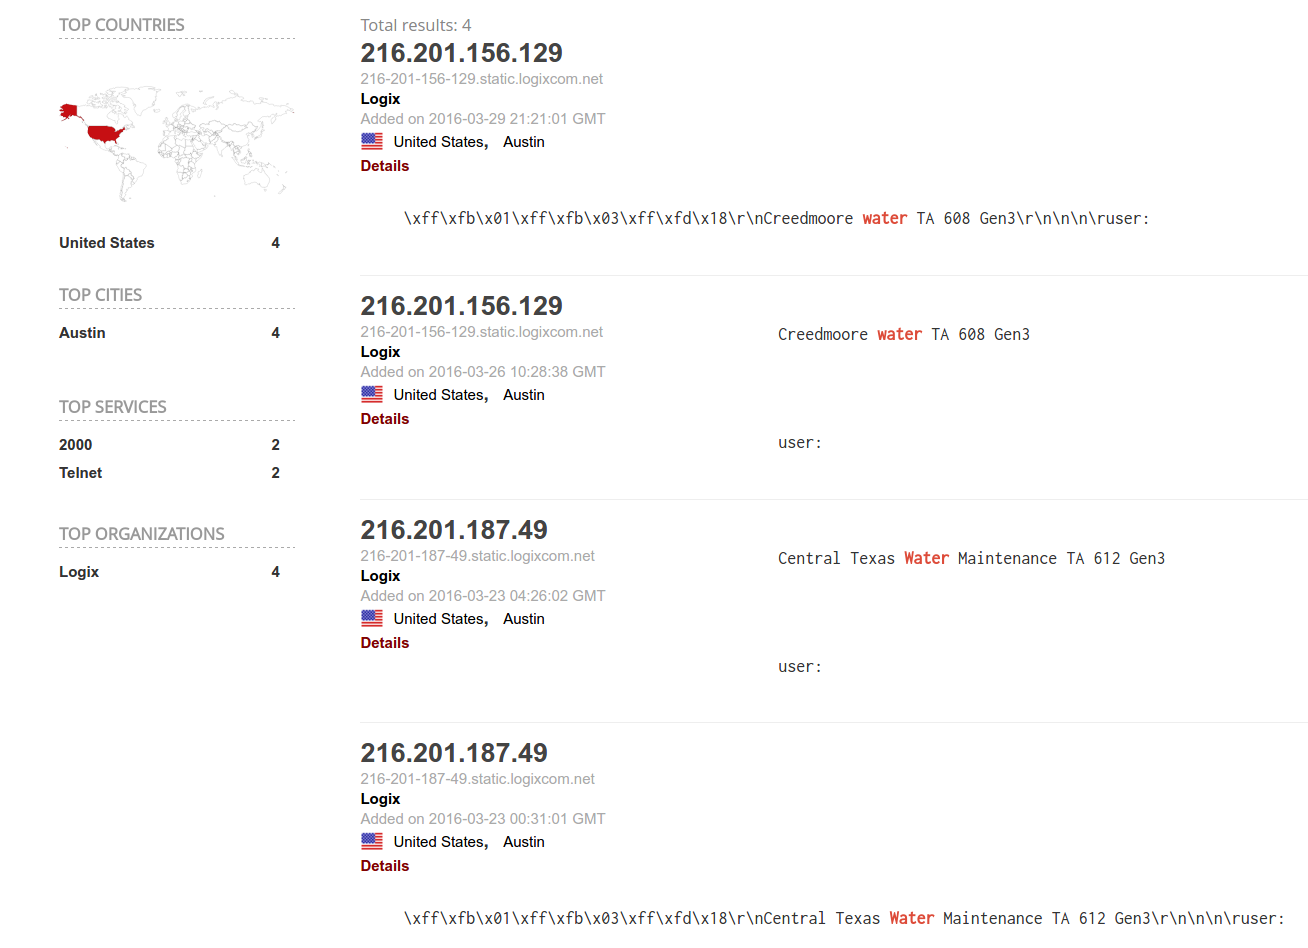 TOP COUNTRIES
United States 4
TOP CITIES
Austin 4
TOP SERVICES
2000 2
Telnet 2
TOP ORGANIZATIONS
Logix 4
Total results: 4
216.201.156.129
216-201-156-129.static.logixcom.net
Logix
Added on 2016-03-29 21:21:01 GMT
United States, Austin
Details
\xff\xfb\x01\xff\xfb\x03\xff\xfd\x18\r\nCreedmoore water TA 608 Gen3\r\n\n\n\ruser:
216.201.156.129
216-201-156-129.static.logixcom.net
Logix
Added on 2016-03-26 10:28:38 GMT
United States, Austin
Details
Creedmoore water TA 608 Gen3
user:
216.201.187.49
216-201-187-49.static.logixcom.net
Logix
Added on 2016-03-23 04:26:02 GMT
United States, Austin
Details
Central Texas Water Maintenance TA 612 Gen3
user:
216.201.187.49
216-201-187-49.static.logixcom.net
Logix
Added on 2016-03-23 00:31:01 GMT
United States, Austin
Details
\xff\xfb\x01\xff\xfb\x03\xff\xfd\x18\r\nCentral Texas Water Maintenance TA 612 Gen3\r\n\n\n\ruser: